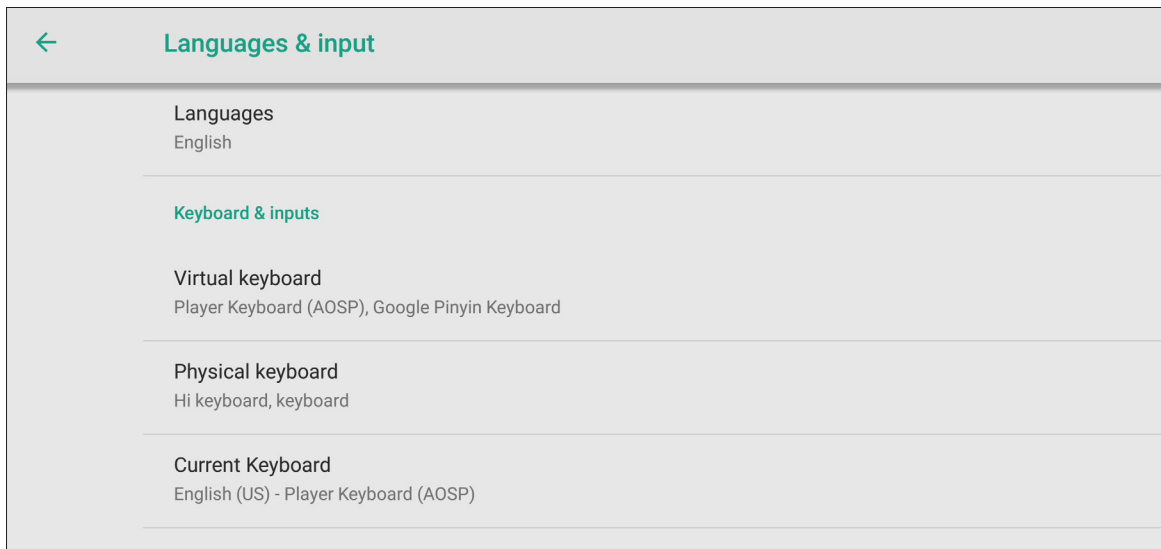 Languages & input
Languages
English
Keyboard & inputs
Virtual keyboard
Player Keyboard (AOSP), Google Pinyin Keyboard
Physical keyboard
Hi keyboard, keyboard
Current Keyboard
English (US) - Player Keyboard (AOSP)